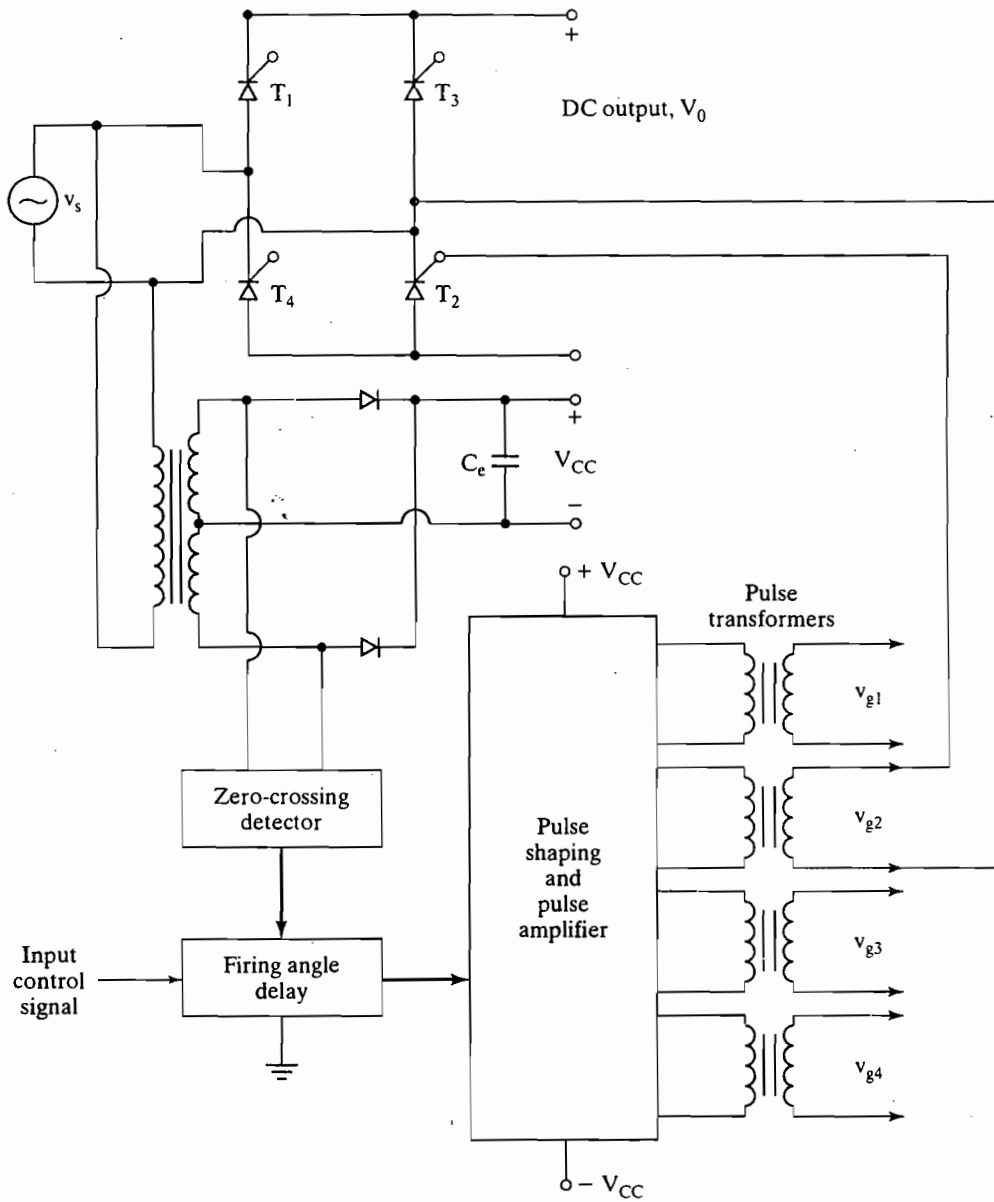 +
T1
T3
DC output, V0
vs
T4
T2
+
Ce
VCC
−
+ VCC
Pulse
transformers
vg1
Zero-crossing
detector
vg2
Pulse
shaping
and
pulse
amplifier
Input
control
signal
Firing angle
delay
vg3
vg4
− VCC